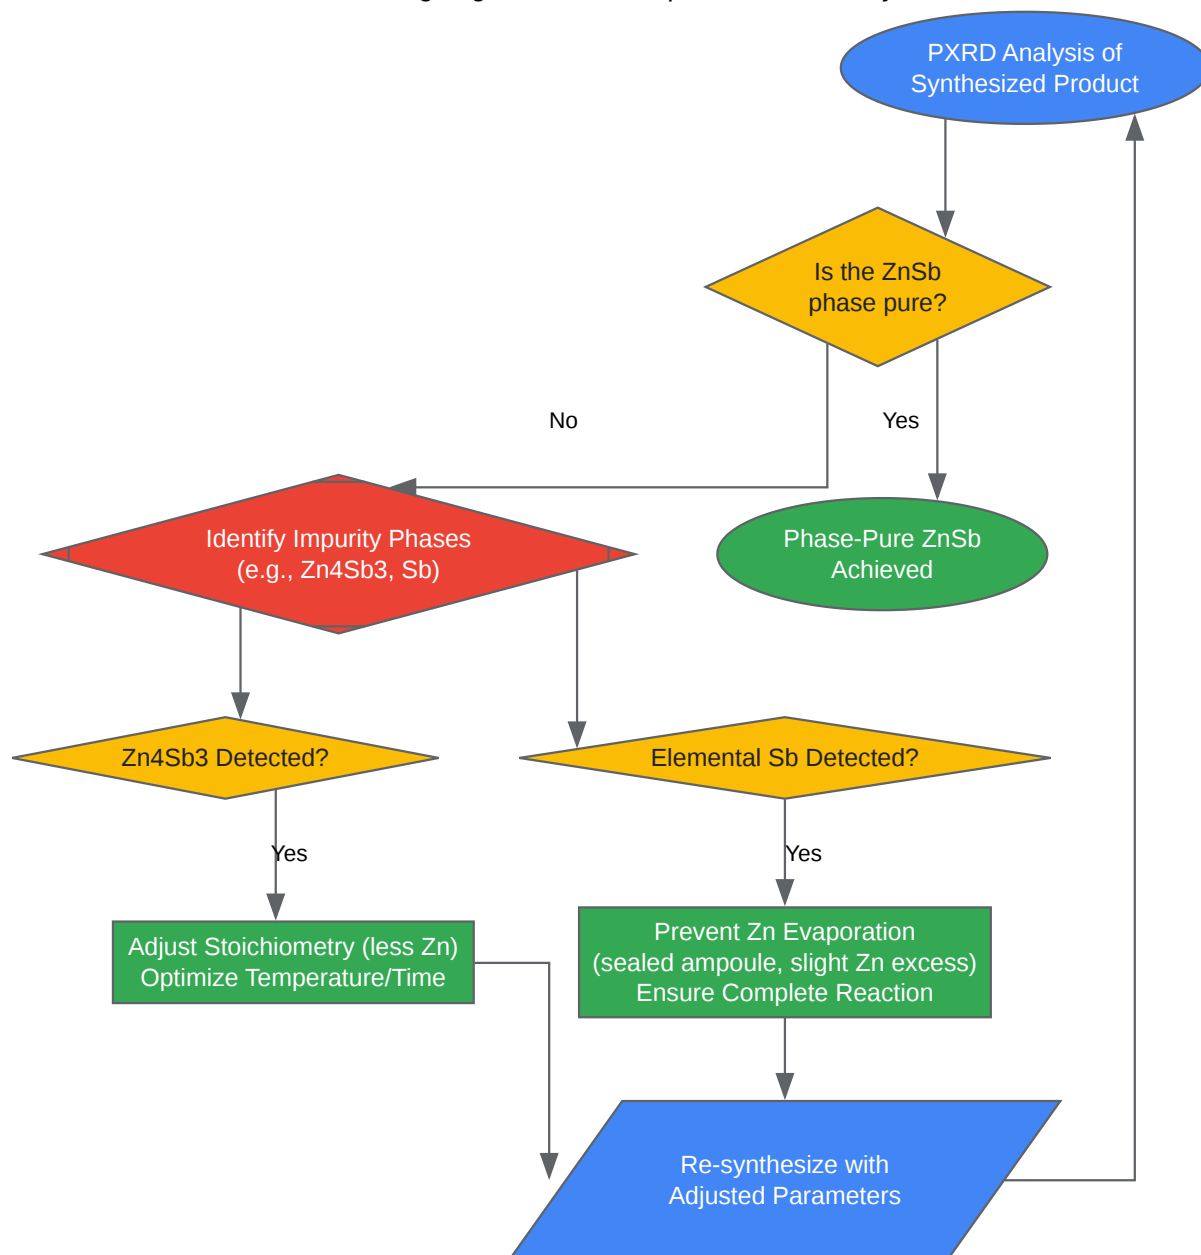 PXRD Analysis of
Synthesized Product
Is the ZnSb
phase pure?
No
Yes
Identify Impurity Phases
(e.g., Zn4Sb3, Sb)
Phase-Pure ZnSb
Achieved
Zn4Sb3 Detected?
Elemental Sb Detected?
Yes
Yes
Adjust Stoichiometry (less Zn)
Optimize Temperature/Time
Prevent Zn Evaporation
(sealed ampoule, slight Zn excess)
Ensure Complete Reaction
Re-synthesize with
Adjusted Parameters